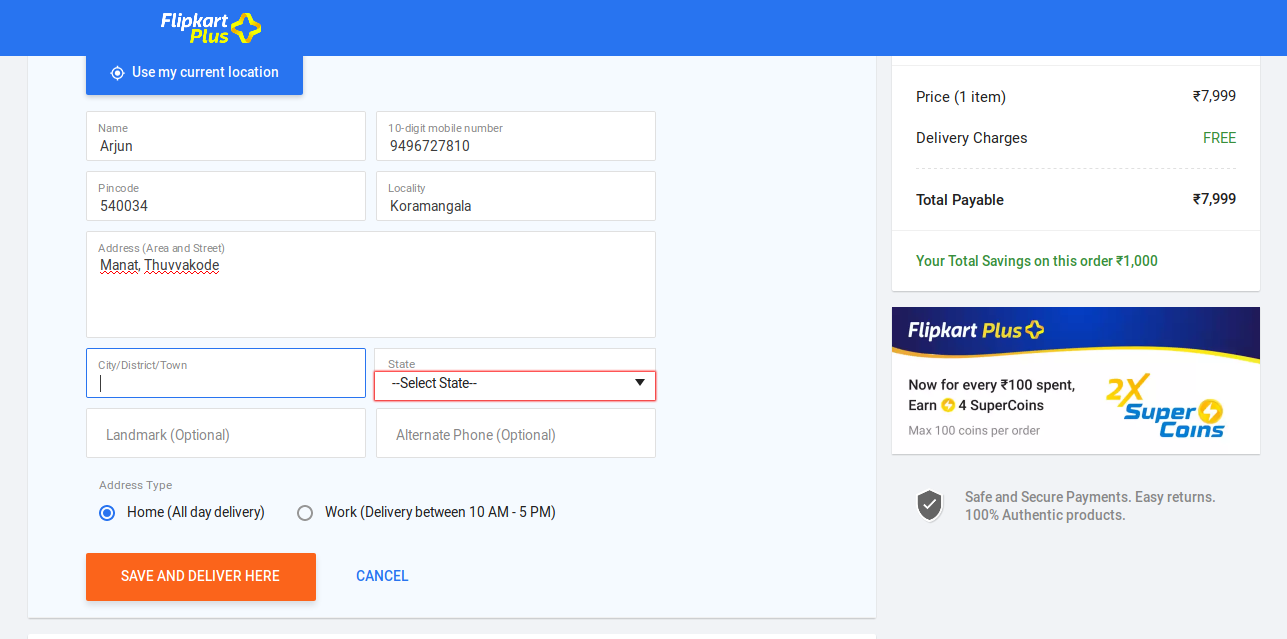 Flipkart
Plus
Use my current location
Name
Arjun
10-digit mobile number
9496727810
Pincode
540034
Locality
Koramangala
Address (Area and Street)
Manat, Thuvvakode
City/District/Town
State
--Select State--
Landmark (Optional)
Alternate Phone (Optional)
Address Type
Home (All day delivery)
Work (Delivery between 10 AM - 5 PM)
SAVE AND DELIVER HERE
CANCEL
Price (1 item) ₹7,999
Delivery Charges FREE
Total Payable ₹7,999
Your Total Savings on this order ₹1,000
Flipkart Plus
Now for every ₹100 spent,
Earn 4 SuperCoins
Max 100 coins per order
2X
Super
Coins
Safe and Secure Payments. Easy returns.
100% Authentic products.